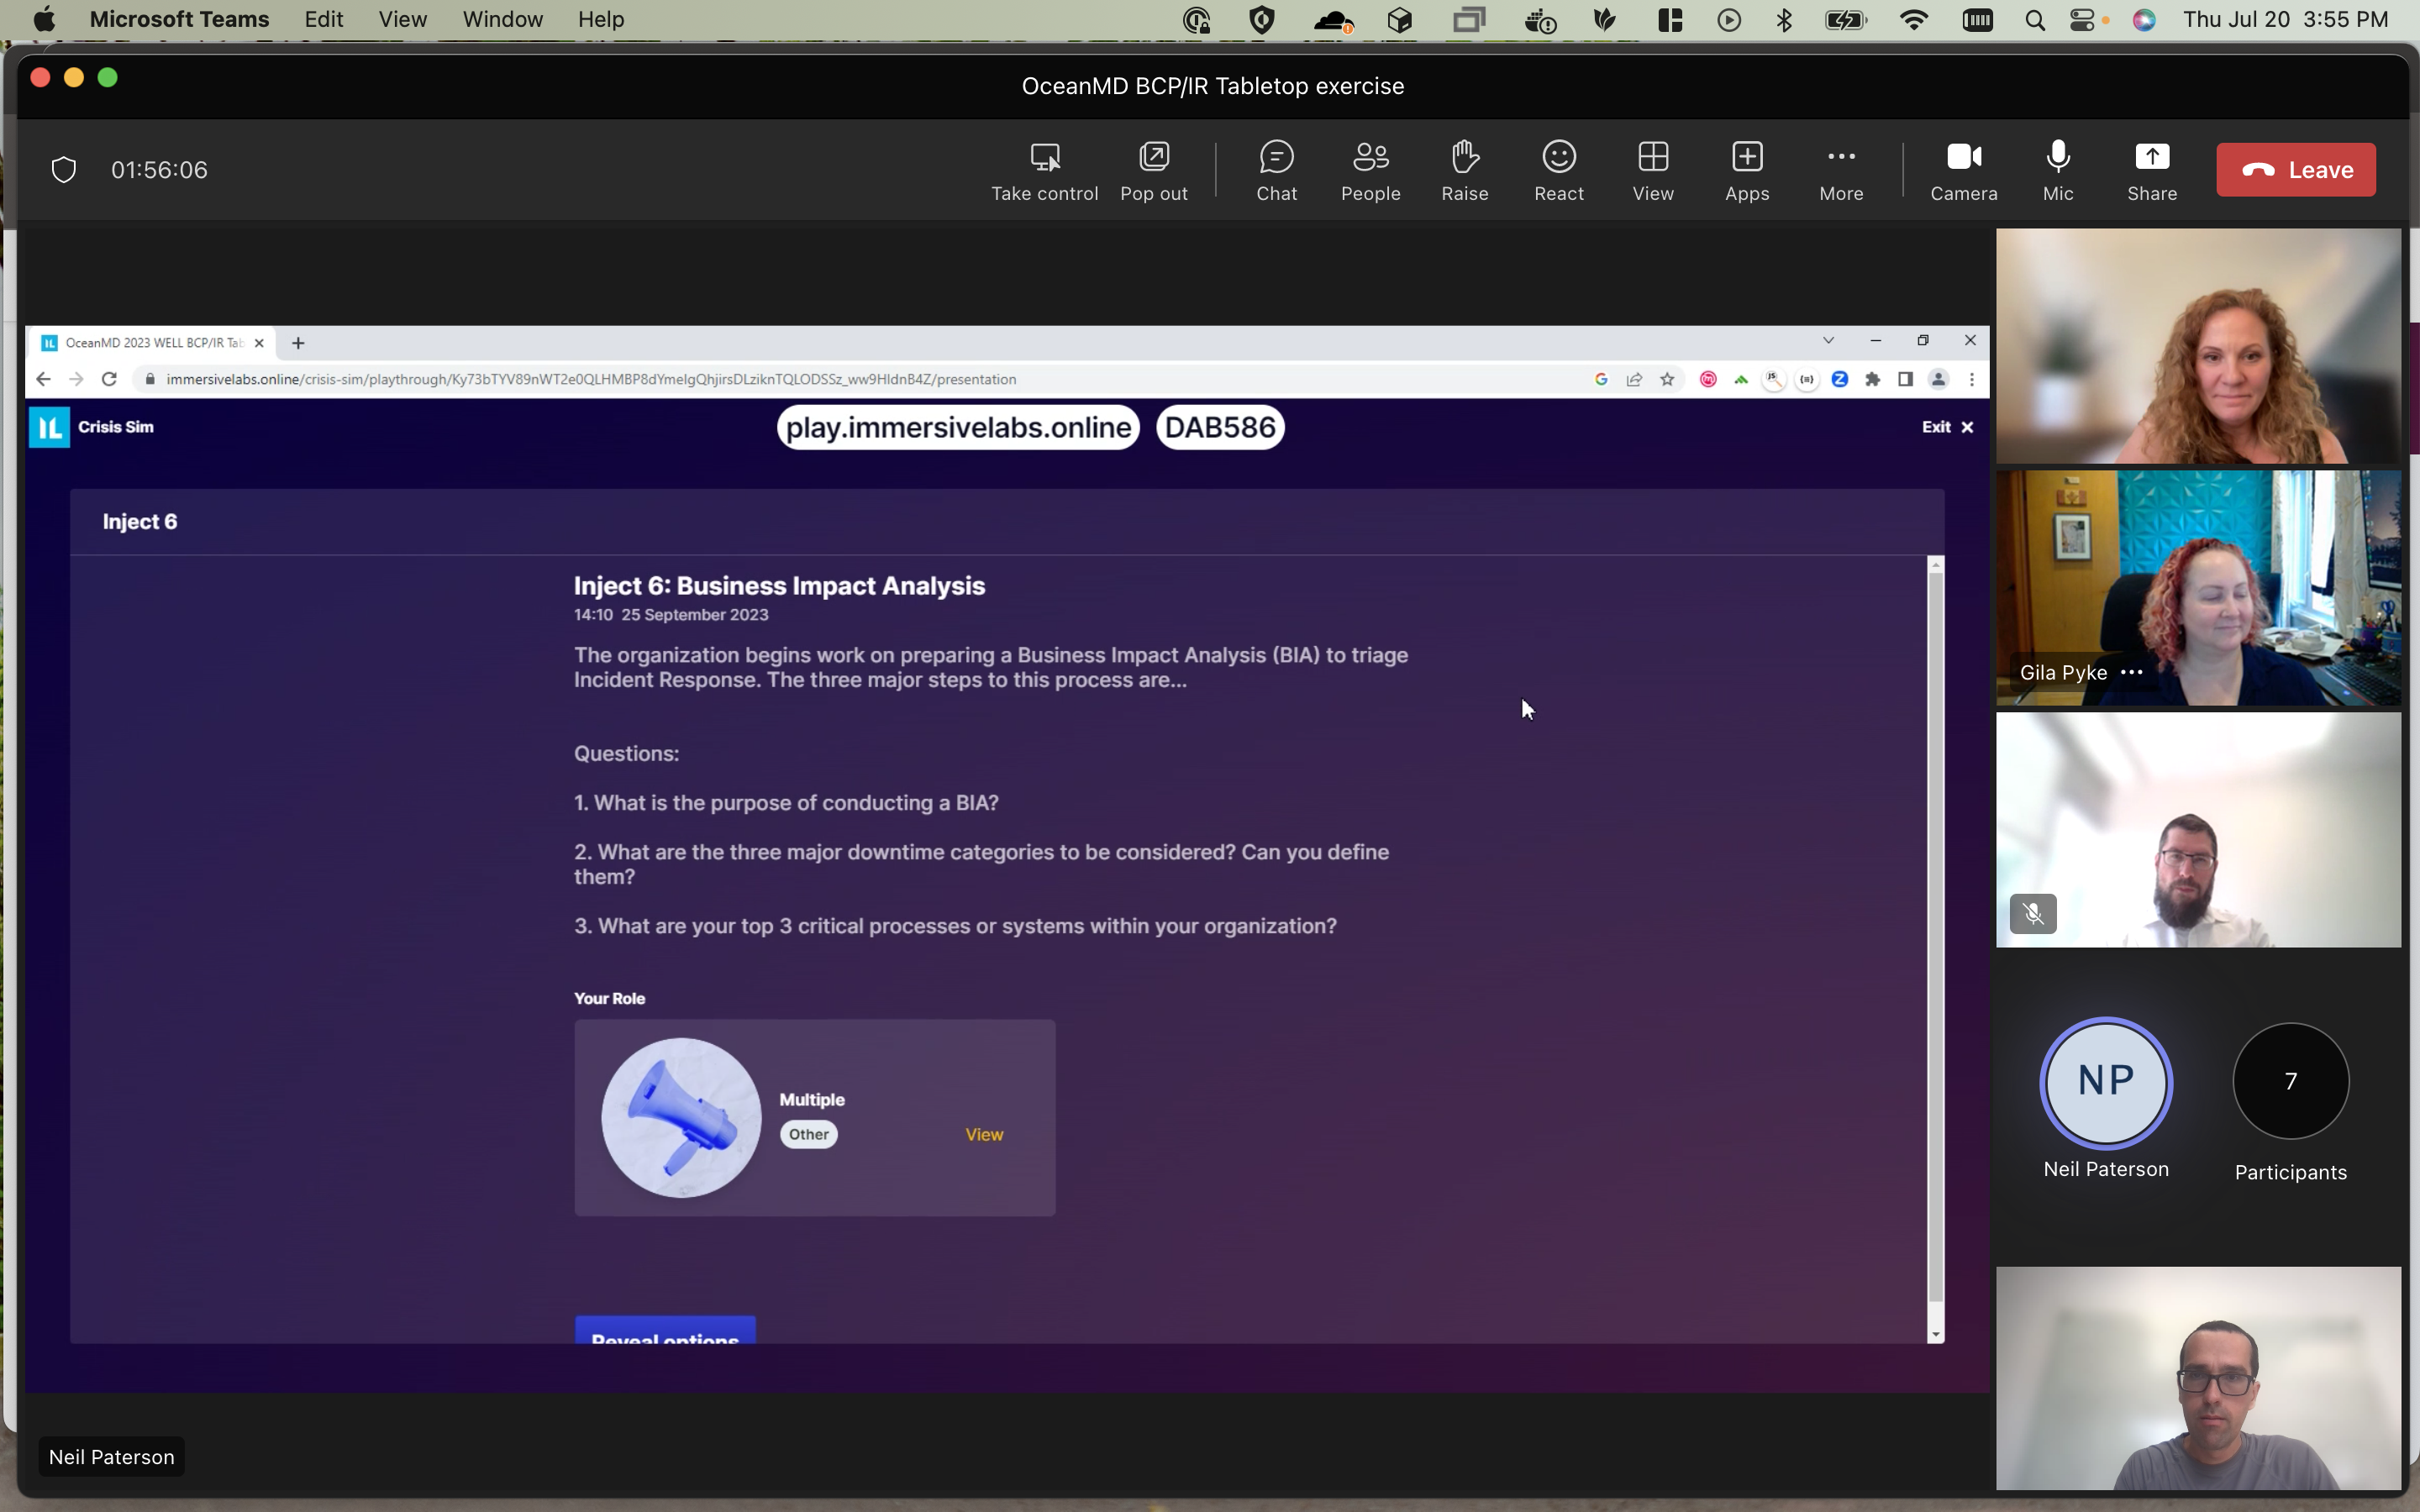 Microsoft Teams Edit View Window Help Thu Jul 20 3:55 PM
OceanMD BCP/IR Tabletop exercise
01:56:06
Take control Pop out Chat People Raise React View Apps More Camera Mic Share Leave
OceanMD 2023 WELL BCP/IR Tab
immersivelabs.online/crisis-sim/playthrough/Ky73bTYV89nWT2e0QLHMBP8dYmelgQhjirsDLziknTQLODSSz_ww9HldnB4Z/presentation
IL Crisis Sim play.immersivelabs.online DAB586 Exit
Inject 6
Inject 6: Business Impact Analysis
14:10 25 September 2023
The organization begins work on preparing a Business Impact Analysis (BIA) to triage
Incident Response. The three major steps to this process are...
Questions:
1. What is the purpose of conducting a BIA?
2. What are the three major downtime categories to be considered? Can you define
them?
3. What are your top 3 critical processes or systems within your organization?
Your Role
Multiple
Other
View
Reveal options
Gila Pyke
NP
7
Neil Paterson
Participants
Neil Paterson